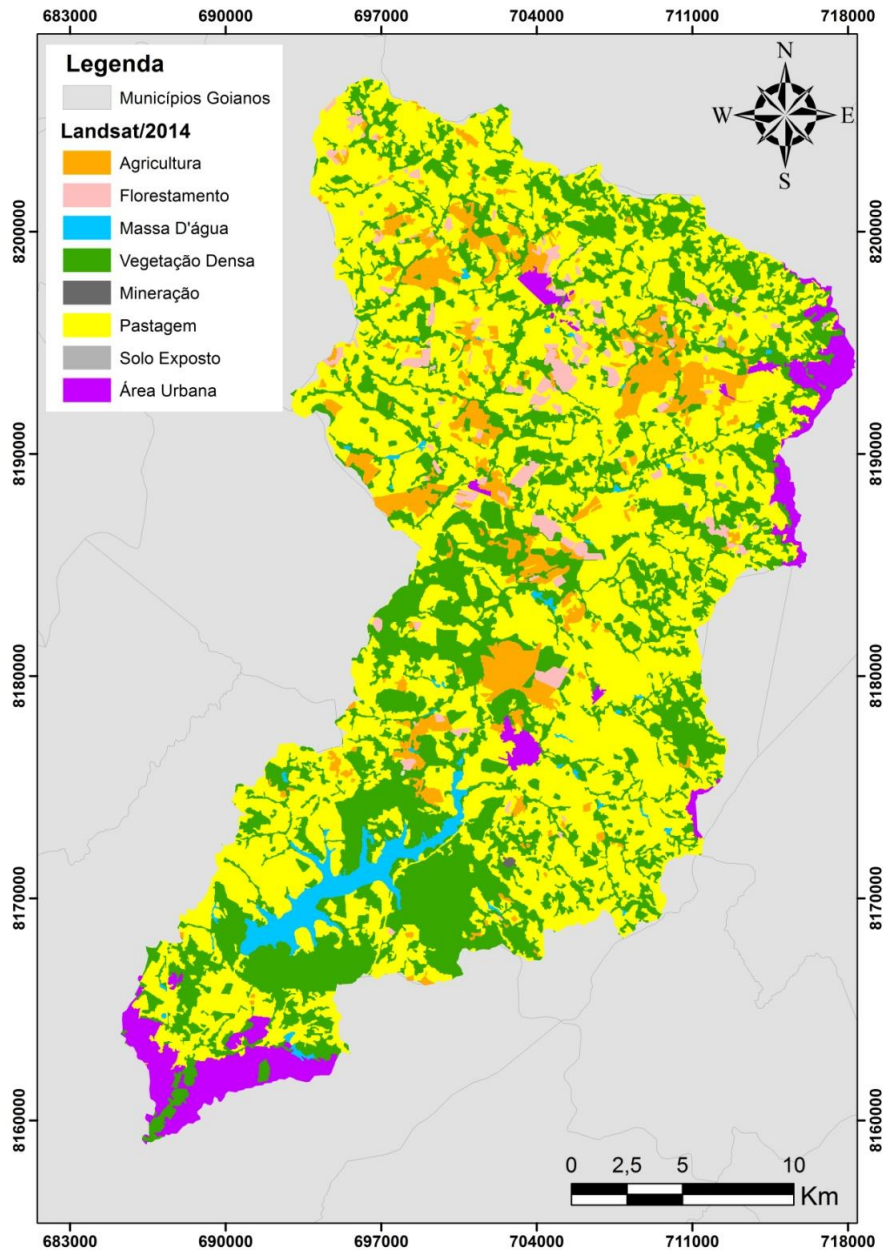 683000 690000 697000 704000 711000 718000
Legenda
Municípios Goianos
Landsat/2014
Agricultura
Florestamento
Massa D'água
Vegetação Densa
Mineração
Pastagem
Solo Exposto
Área Urbana
N
W E
S
8200000 8200000
8190000 8190000
8180000 8180000
8170000 8170000
8160000 8160000
0 2,5 5 10
Km
683000 690000 697000 704000 711000 718000